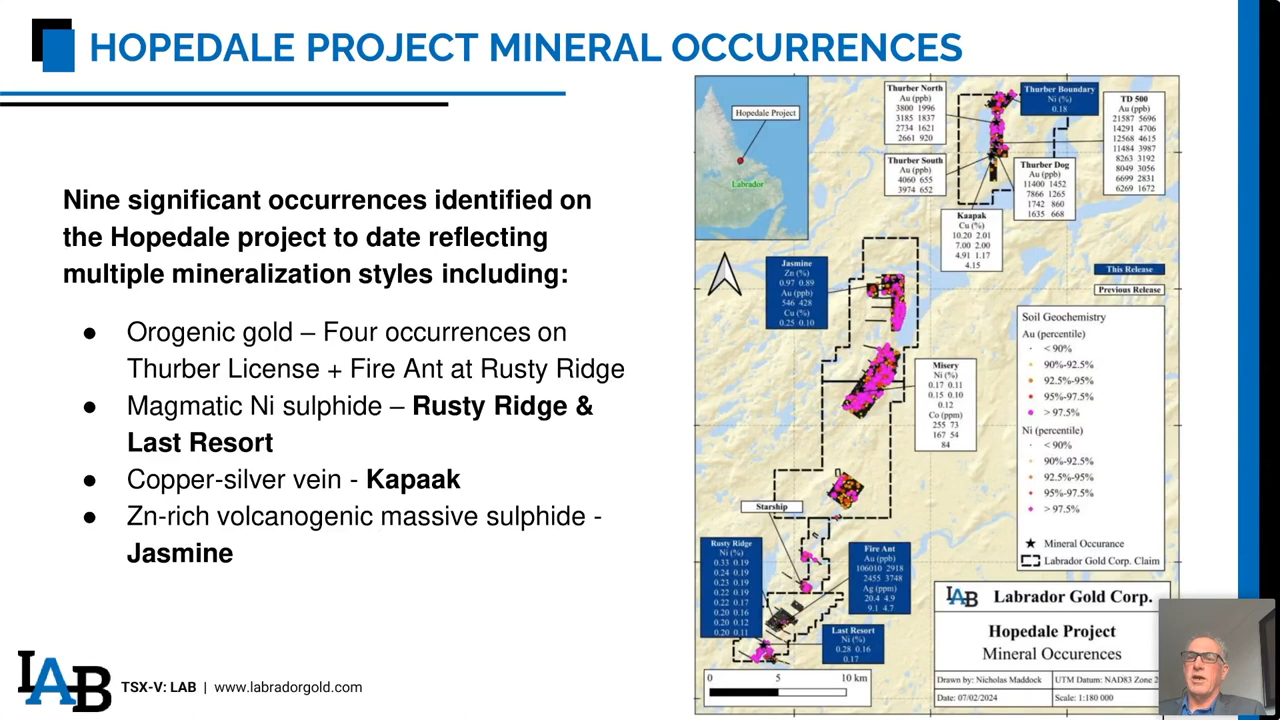 HOPEDALE PROJECT MINERAL OCCURRENCES
Nine significant occurrences identified on
the Hopedale project to date reflecting
multiple mineralization styles including:
● Orogenic gold – Four occurrences on
Thurber License + Fire Ant at Rusty Ridge
● Magmatic Ni sulphide – Rusty Ridge &
Last Resort
● Copper-silver vein - Kapaak
● Zn-rich volcanogenic massive sulphide -
Jasmine
LAB
TSX-V: LAB | www.labradorgold.com
Hopedale Project
Labrador
Thurber North
Au (ppb)
3800 1996
3185 1837
2734 1621
2661 920
Thurber Boundary
Ni (%)
0.18
TD 500
Au (ppb)
21587 5696
14291 4706
12568 4615
11484 3987
8263 3192
8049 3056
6699 2831
6269 1672
Thurber South
Au (ppb)
4060 655
3974 652
Thurber Dog
Au (ppb)
11400 1452
7866 1265
1742 860
1635 668
Kaapak
Cu (%)
10.20 2.01
7.00 2.00
4.91 1.17
4.15
Jasmine
Zn (%)
0.97 0.89
Au (ppb)
546 428
Cu (%)
0.25 0.10
This Release
Previous Release
Misery
Ni (%)
0.17 0.11
0.15 0.10
0.12
Co (ppm)
255 73
167 54
84
Soil Geochemistry
Au (percentile)
< 90%
90%-92.5%
92.5%-95%
95%-97.5%
> 97.5%
Ni (percentile)
< 90%
90%-92.5%
92.5%-95%
95%-97.5%
> 97.5%
Mineral Occurance
Labrador Gold Corp. Claim
Starship
Rusty Ridge
Ni (%)
0.33 0.19
0.24 0.19
0.23 0.19
0.22 0.19
0.22 0.17
0.20 0.16
0.20 0.12
0.20 0.11
Fire Ant
Au (ppb)
106010 2918
2455 3748
Ag (ppm)
20.4 4.9
9.1 4.7
Last Resort
Ni (%)
0.28 0.16
0.17
0 5 10 km
LAB Labrador Gold Corp.
Hopedale Project
Mineral Occurences
Drawn by: Nicholas Maddock
UTM Datum: NAD83 Zone
Date: 07/02/2024
Scale: 1:180 000